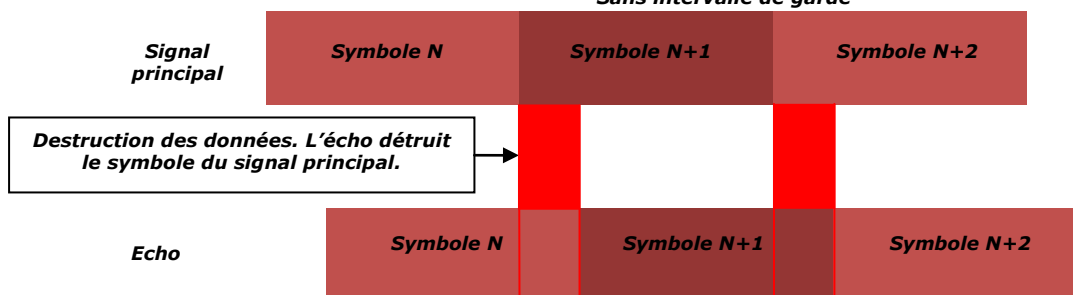 Sans intervalle de garde
Signal
principal
Symbole N
Symbole N+1
Symbole N+2
Destruction des données. L'écho détruit
le symbole du signal principal.
Echo
Symbole N
Symbole N+1
Symbole N+2